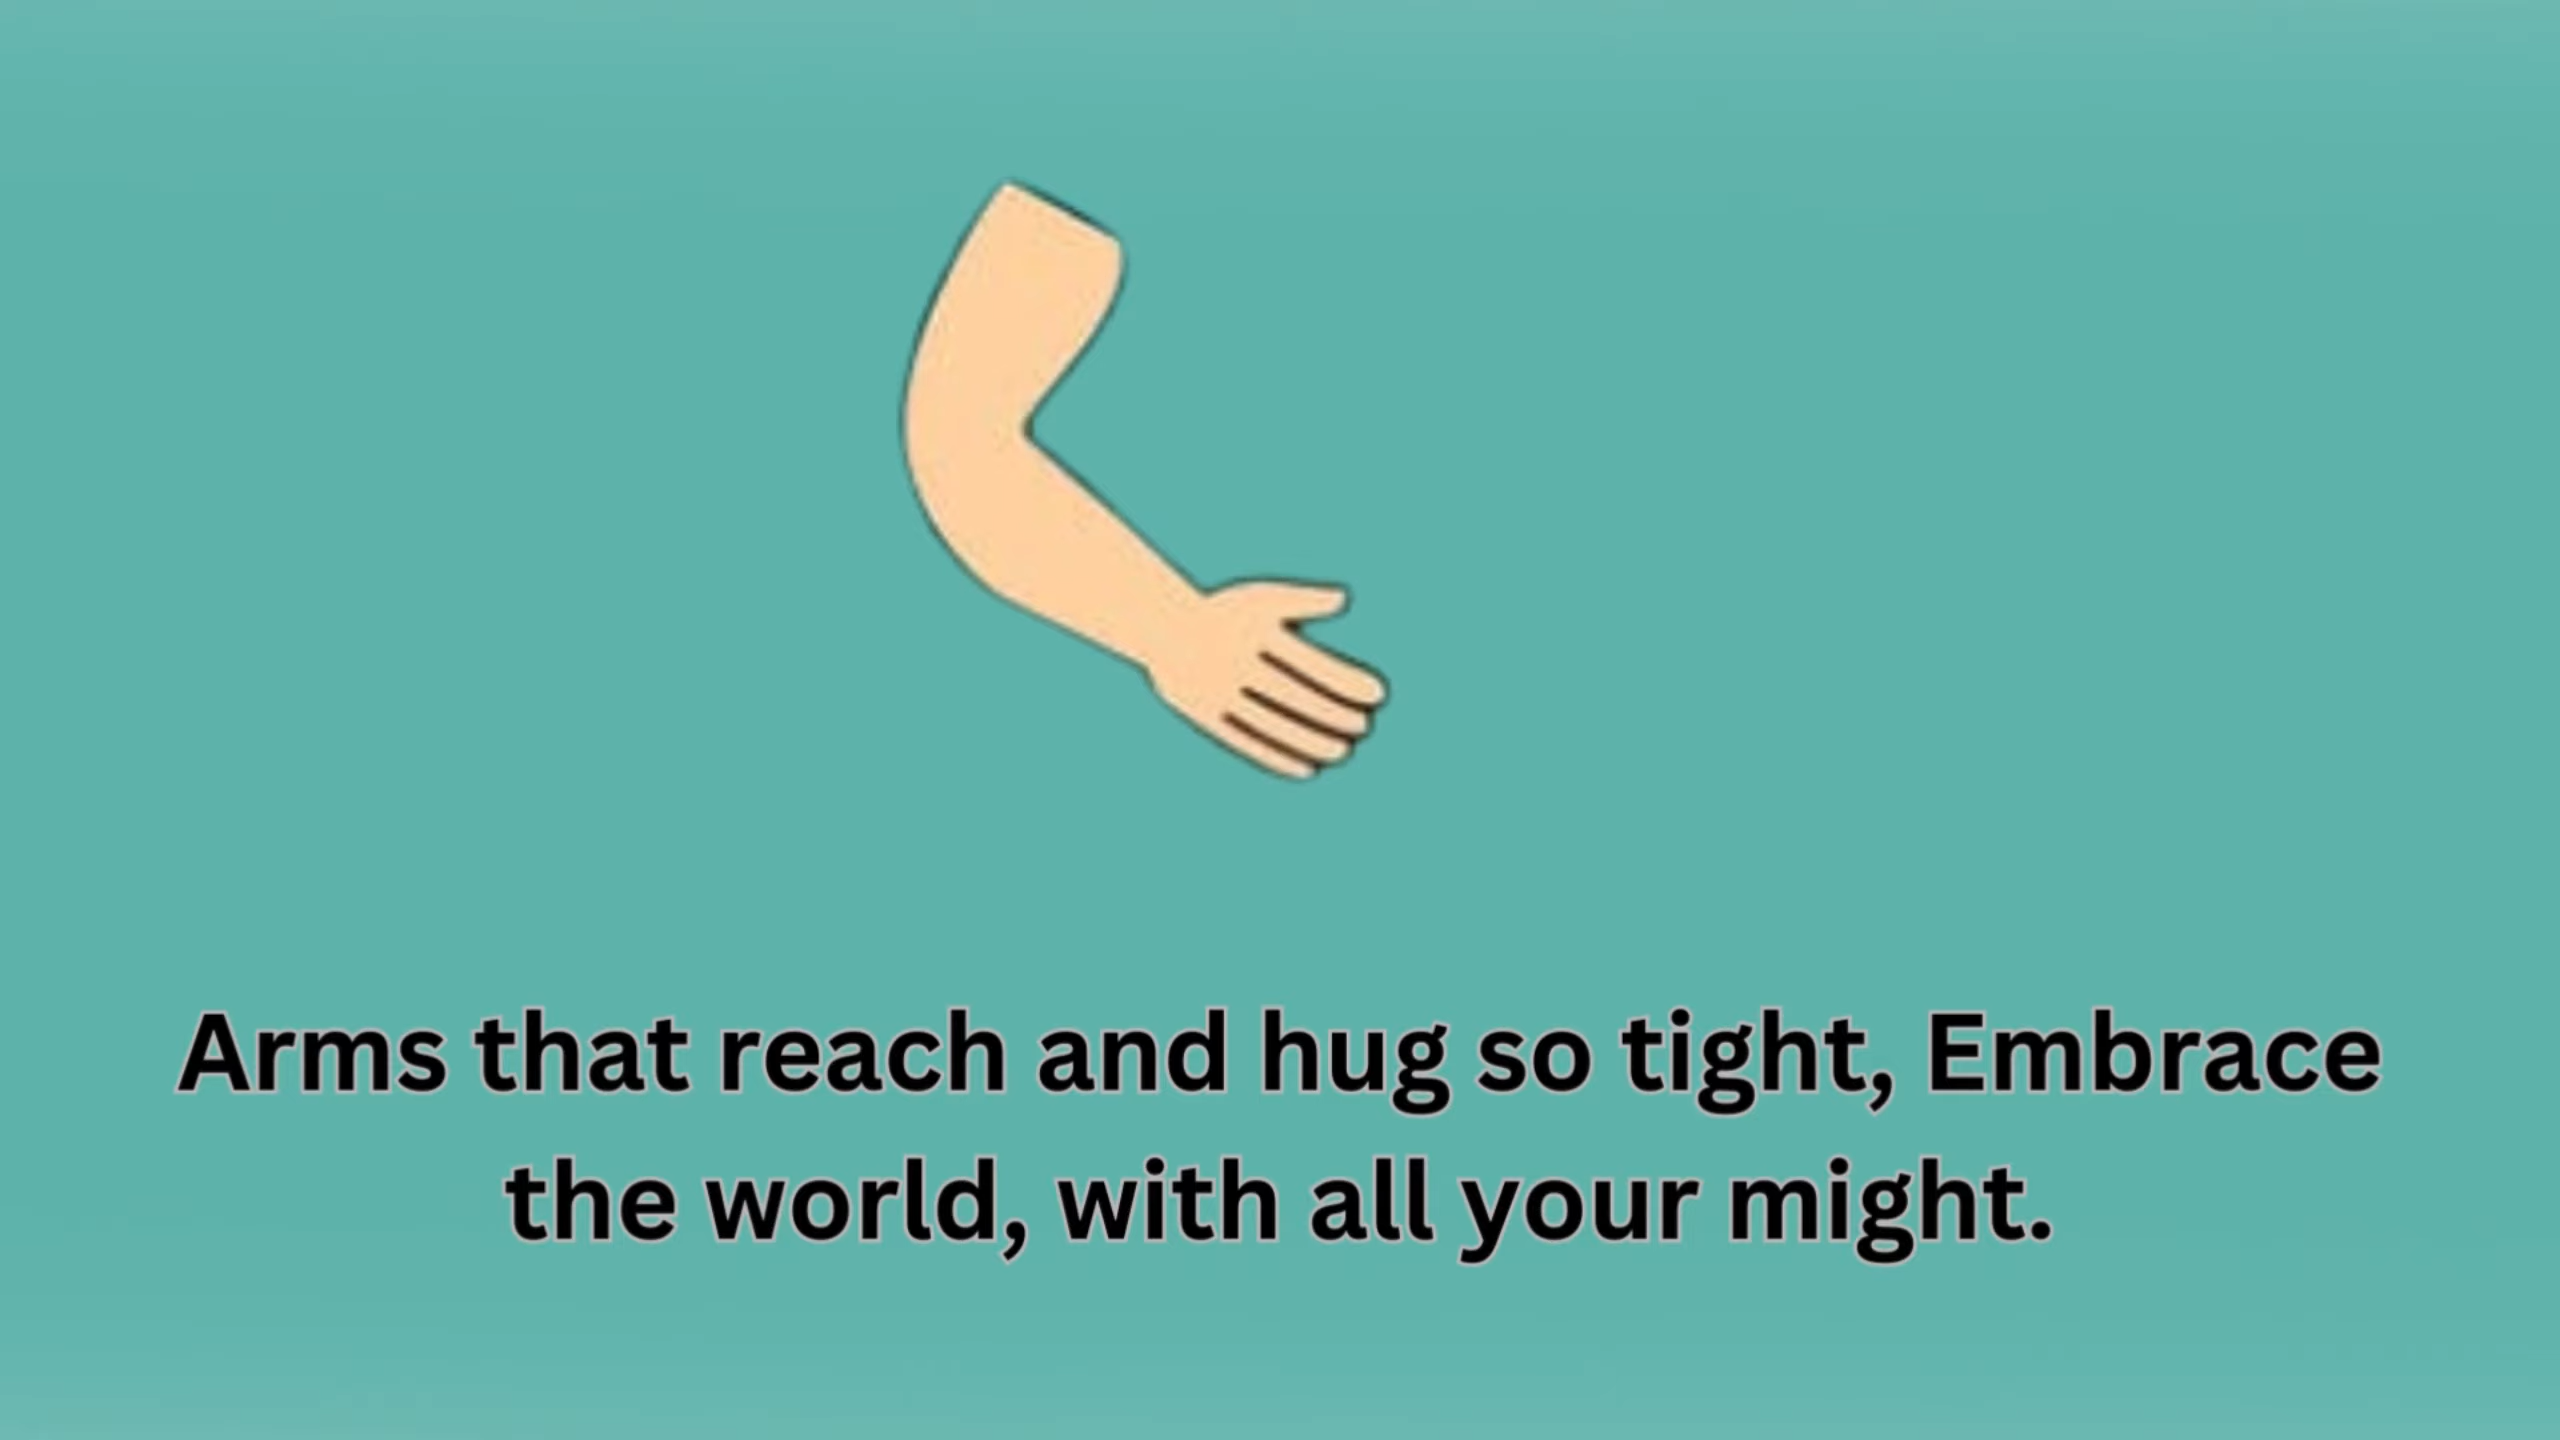 Arms that reach and hug so tight, Embrace
the world, with all your might.